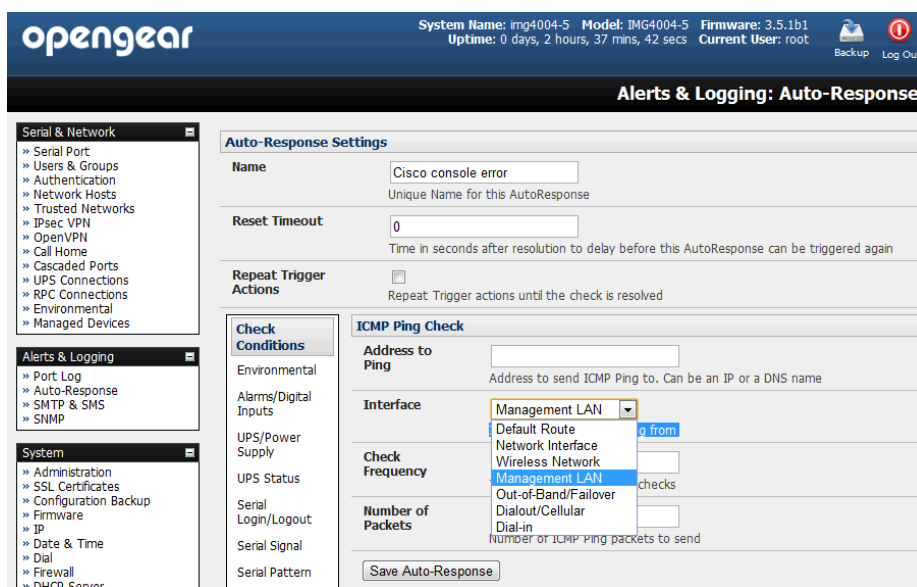 opengear
System Name: img4004-5 Model: IMG4004-5 Firmware: 3.5.1b1
Uptime: 0 days, 2 hours, 37 mins, 42 secs Current User: root
Backup
Log Ou
Alerts & Logging: Auto-Response
Serial & Network
» Serial Port
» Users & Groups
» Authentication
» Network Hosts
» Trusted Networks
» IPsec VPN
» OpenVPN
» Call Home
» Cascaded Ports
» UPS Connections
» RPC Connections
» Environmental
» Managed Devices
Alerts & Logging
» Port Log
» Auto-Response
» SMTP & SMS
» SNMP
System
» Administration
» SSL Certificates
» Configuration Backup
» Firmware
» IP
» Date & Time
» Dial
» Firewall
» DHCP Server
Auto-Response Settings
Name
Cisco console error
Unique Name for this AutoResponse
Reset Timeout
0
Time in seconds after resolution to delay before this AutoResponse can be triggered again
Repeat Trigger
Actions
Repeat Trigger actions until the check is resolved
Check
Conditions
Environmental
Alarms/Digital
Inputs
UPS/Power
Supply
UPS Status
Serial
Login/Logout
Serial Signal
Serial Pattern
ICMP Ping Check
Address to
Ping
Address to send ICMP Ping to. Can be an IP or a DNS name
Interface
Management LAN
Default Route
Network Interface
Wireless Network
Management LAN
Out-of-Band/Failover
Dialout/Cellular
Dial-in
g from
Check
Frequency
checks
Number of
Packets
Number of ICMP Ping packets to send
Save Auto-Response